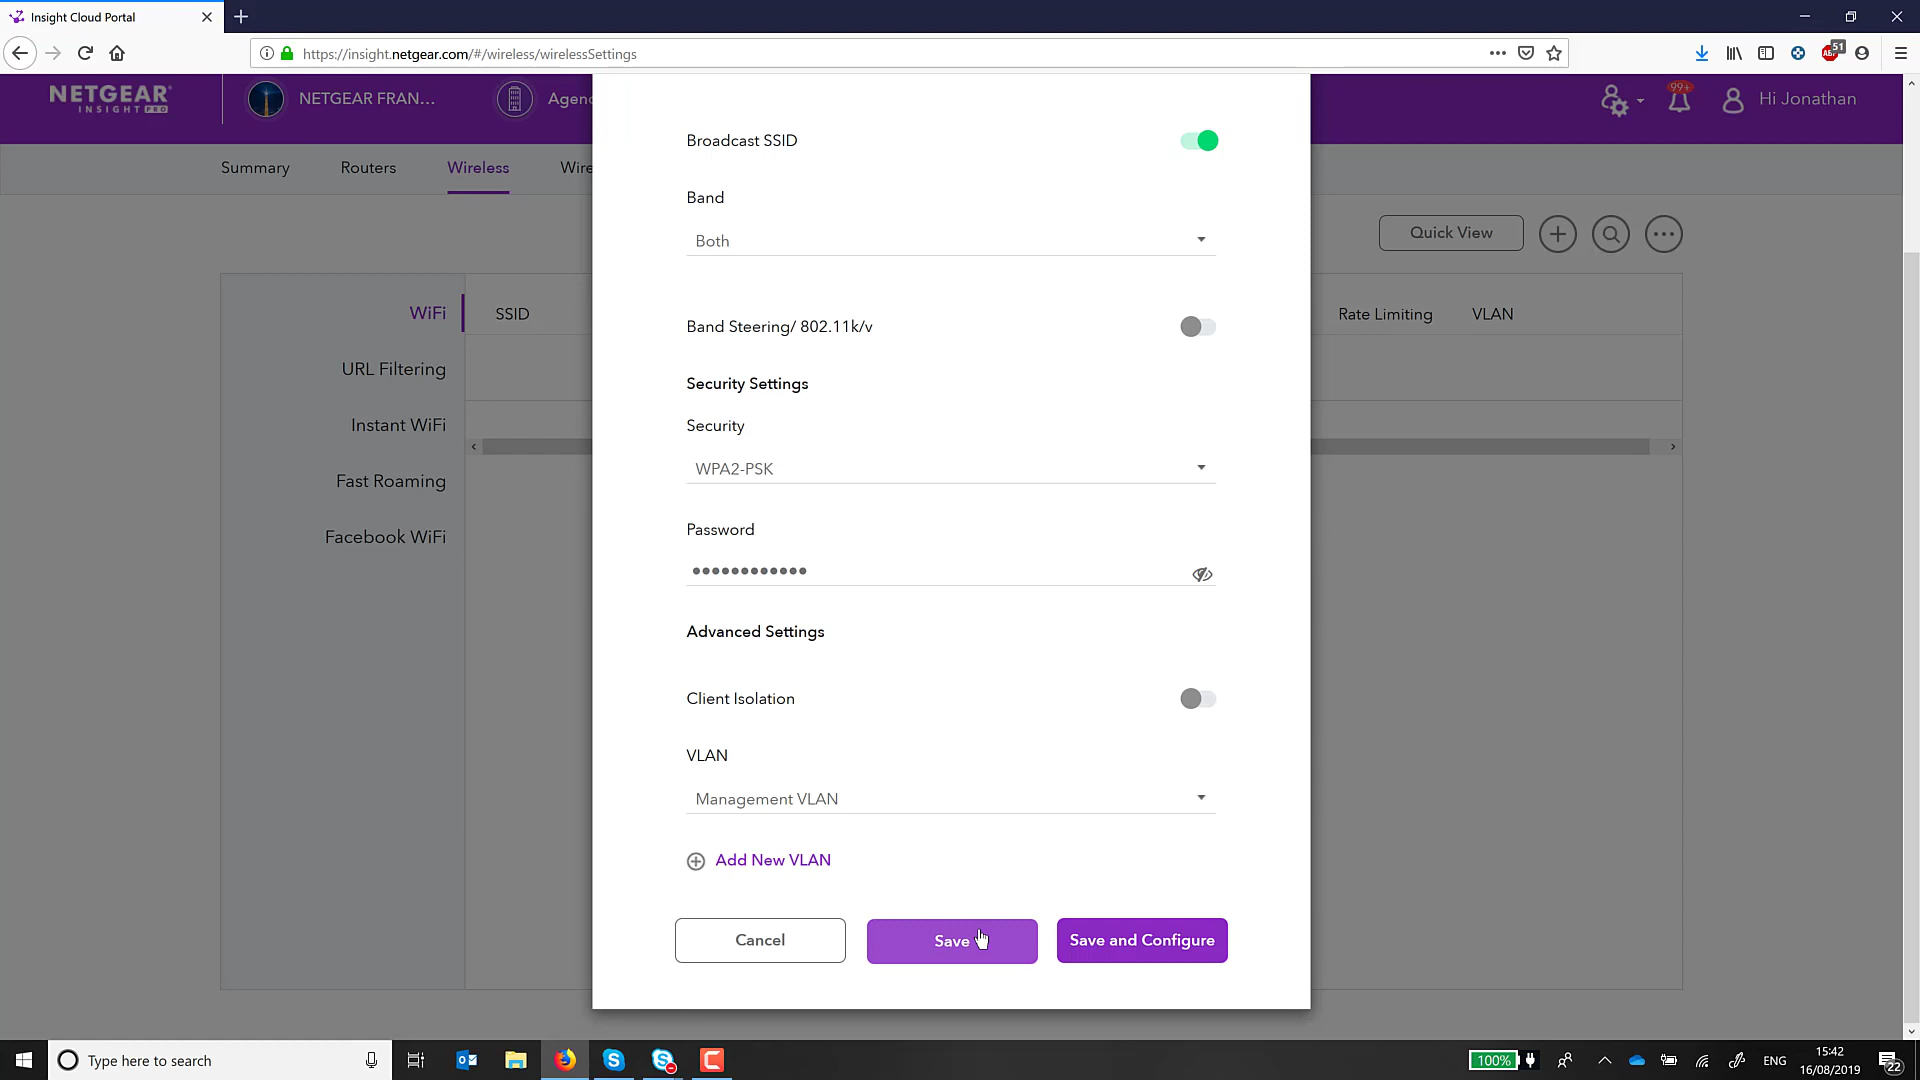 Insight Cloud Portal
https://insight.netgear.com/#/wireless/wirelessSettings
51
NETGEAR
INSIGHT PRO
NETGEAR FRAN...
Agen
99+
Hi Jonathan
Summary
Routers
Wireless
Wire
Quick View
WiFi
URL Filtering
Instant WiFi
Fast Roaming
Facebook WiFi
SSID
Rate Limiting
VLAN
Broadcast SSID
Band
Both
Band Steering/ 802.11k/v
Security Settings
Security
WPA2-PSK
Password
Advanced Settings
Client Isolation
VLAN
Management VLAN
Add New VLAN
Cancel
Save
Save and Configure
Type here to search
100%
ENG
15:42
16/08/2019
22